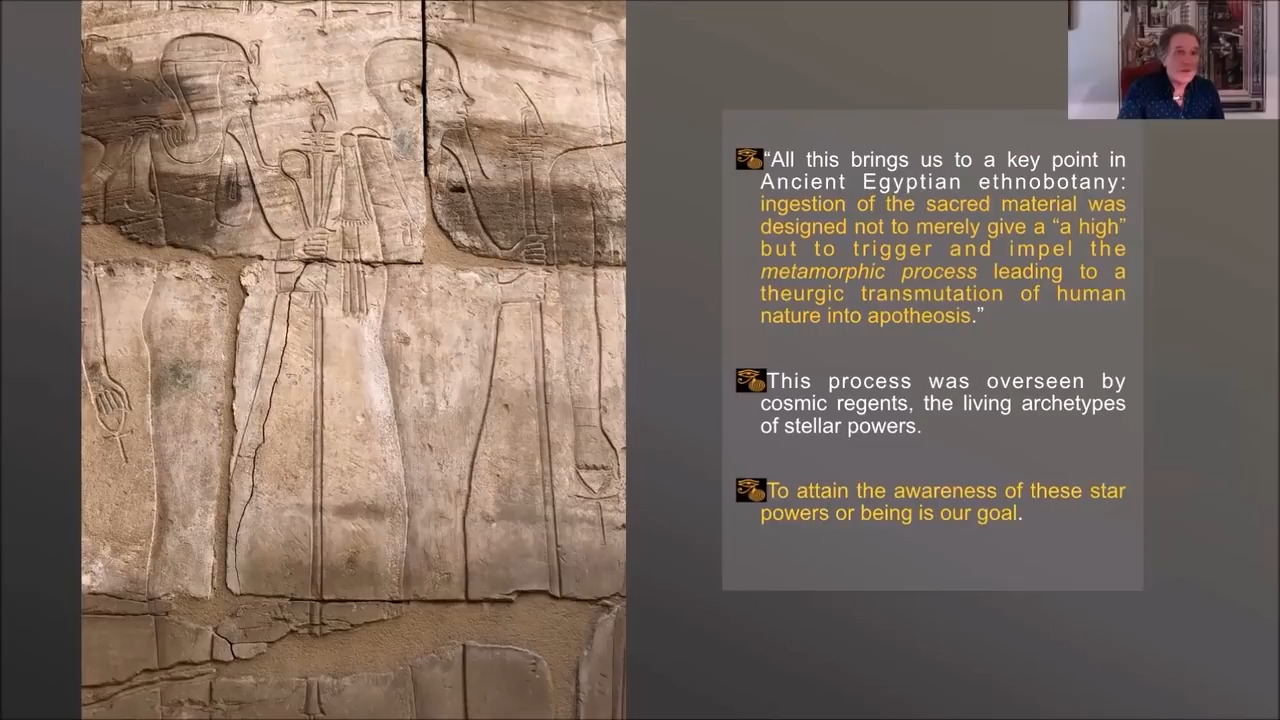 “All this brings us to a key point in
Ancient Egyptian ethnobotany:
ingestion of the sacred material was
designed not to merely give a “a high”
but to trigger and impel the
metamorphic process leading to a
theurgic transmutation of human
nature into apotheosis.”
This process was overseen by
cosmic regents, the living archetypes
of stellar powers.
To attain the awareness of these star
powers or being is our goal.